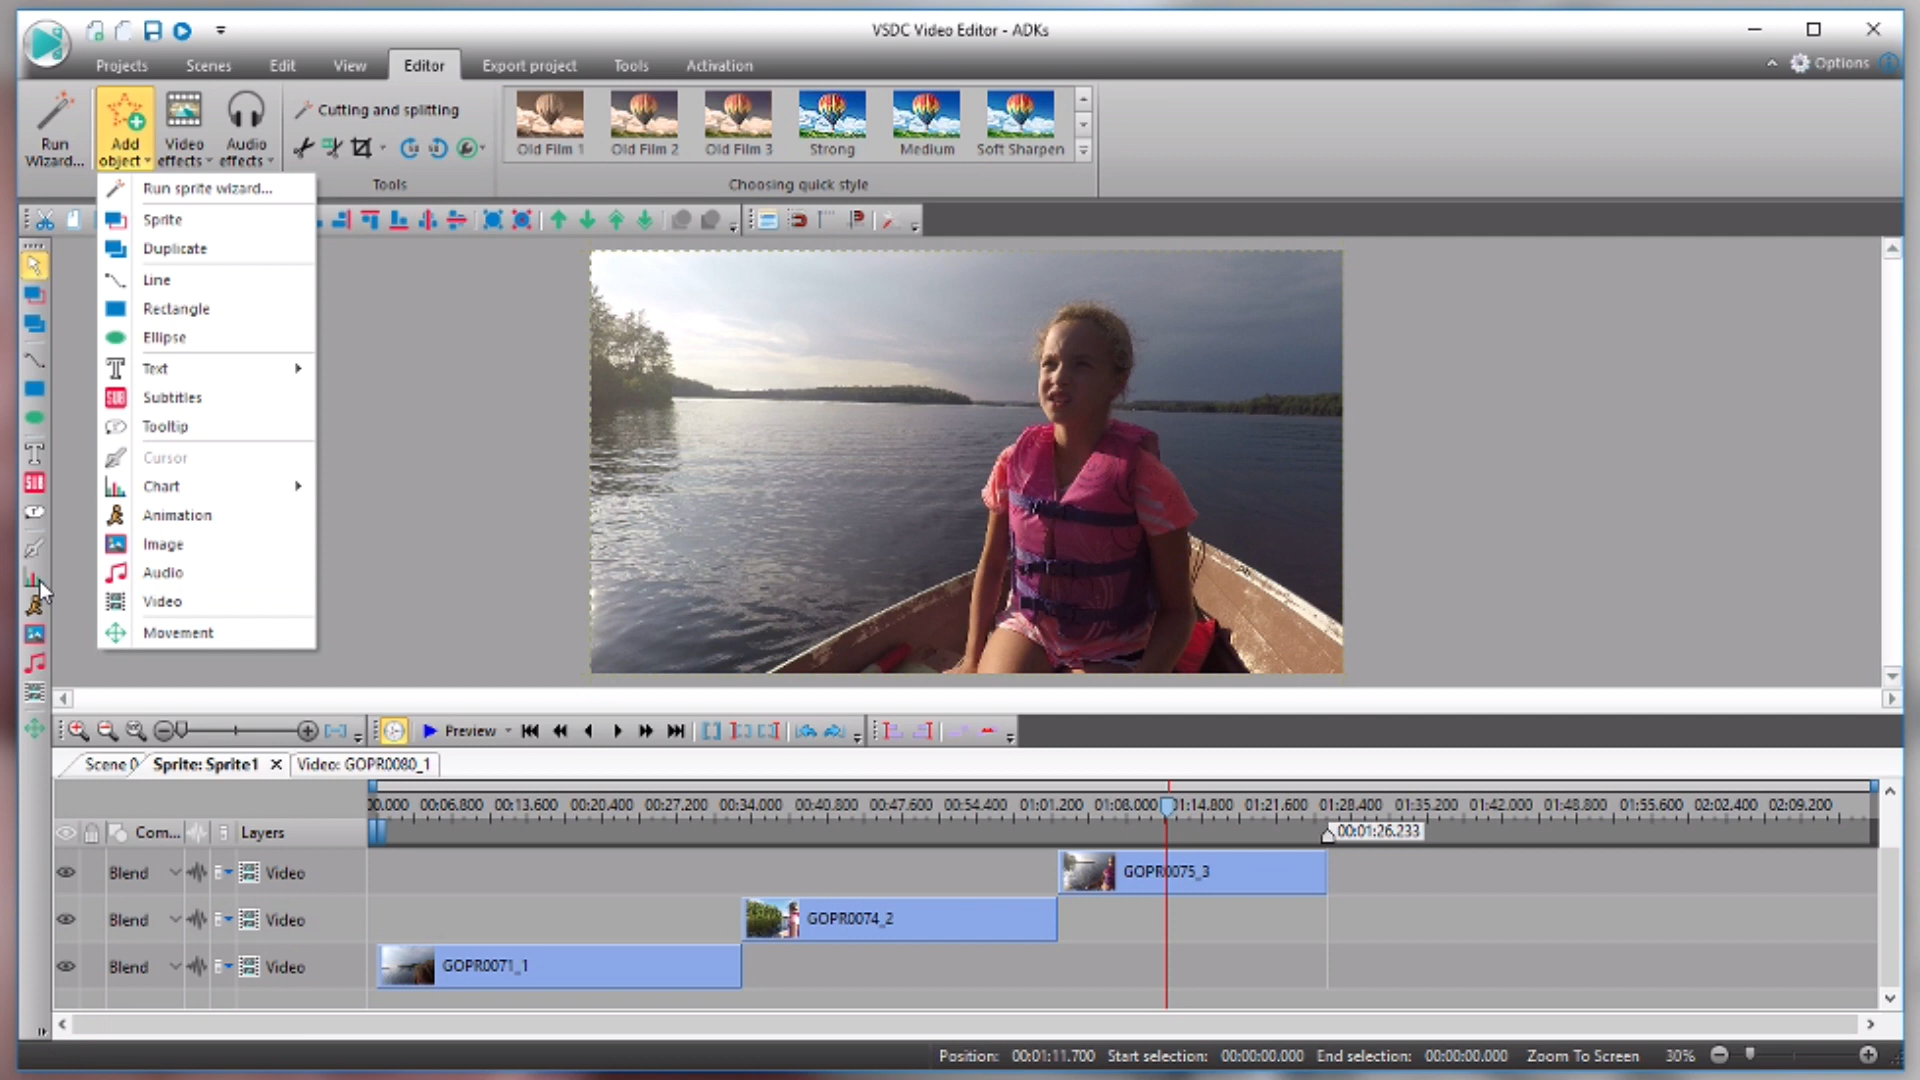 VSDC Video Editor - ADKs
Projects Scenes Edit View Editor Export project Tools Activation
Options
Run Wizard...
Add object
Video effects
Audio effects
Cutting and splitting
Tools
Old Film 1 Old Film 2 Old Film 3 Strong Medium Soft Sharpen
Choosing quick style
Run sprite wizard...
Sprite
Duplicate
Line
Rectangle
Ellipse
T Text
SUB Subtitles
Tooltip
Cursor
Chart
Animation
Image
Audio
Video
Movement
T
SUB
Preview
Scene 0 Sprite: Sprite1 Video: GOPR0080_1
00.000 00:06.800 00:13.600 00:20.400 00:27.200 00:34.000 00:40.800 00:47.600 00:54.400 01:01.200 01:08.000 01:14.800 01:21.600 01:28.400 01:35.200 01:42.000 01:48.800 01:55.600 02:02.400 02:09.200
Com... Layers
00:01:26.233
Blend Video GOPR0075_3
Blend Video GOPR0074_2
Blend Video GOPR0071_1
Position: 00:01:11.700 Start selection: 00:00:00.000 End selection: 00:00:00.000 Zoom To Screen 30%